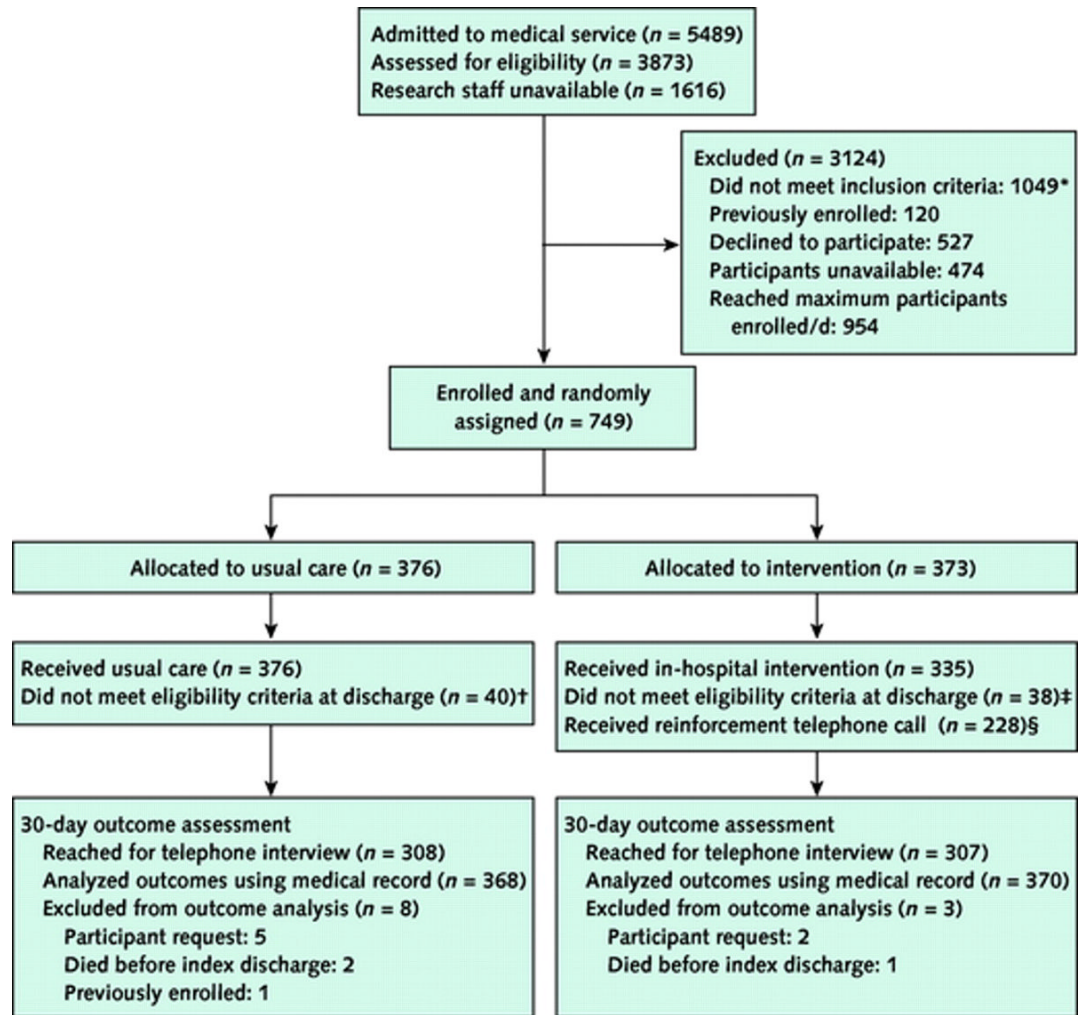 Admitted to medical service (n = 5489)
Assessed for eligibility (n = 3873)
Research staff unavailable (n = 1616)
Excluded (n = 3124)
Did not meet inclusion criteria: 1049*
Previously enrolled: 120
Declined to participate: 527
Participants unavailable: 474
Reached maximum participants
enrolled/d: 954
Enrolled and randomly
assigned (n = 749)
Allocated to usual care (n = 376)
Allocated to intervention (n = 373)
Received usual care (n = 376)
Did not meet eligibility criteria at discharge (n = 40)†
Received in-hospital intervention (n = 335)
Did not meet eligibility criteria at discharge (n = 38)‡
Received reinforcement telephone call (n = 228)§
30-day outcome assessment
Reached for telephone interview (n = 308)
Analyzed outcomes using medical record (n = 368)
Excluded from outcome analysis (n = 8)
Participant request: 5
Died before index discharge: 2
Previously enrolled: 1
30-day outcome assessment
Reached for telephone interview (n = 307)
Analyzed outcomes using medical record (n = 370)
Excluded from outcome analysis (n = 3)
Participant request: 2
Died before index discharge: 1